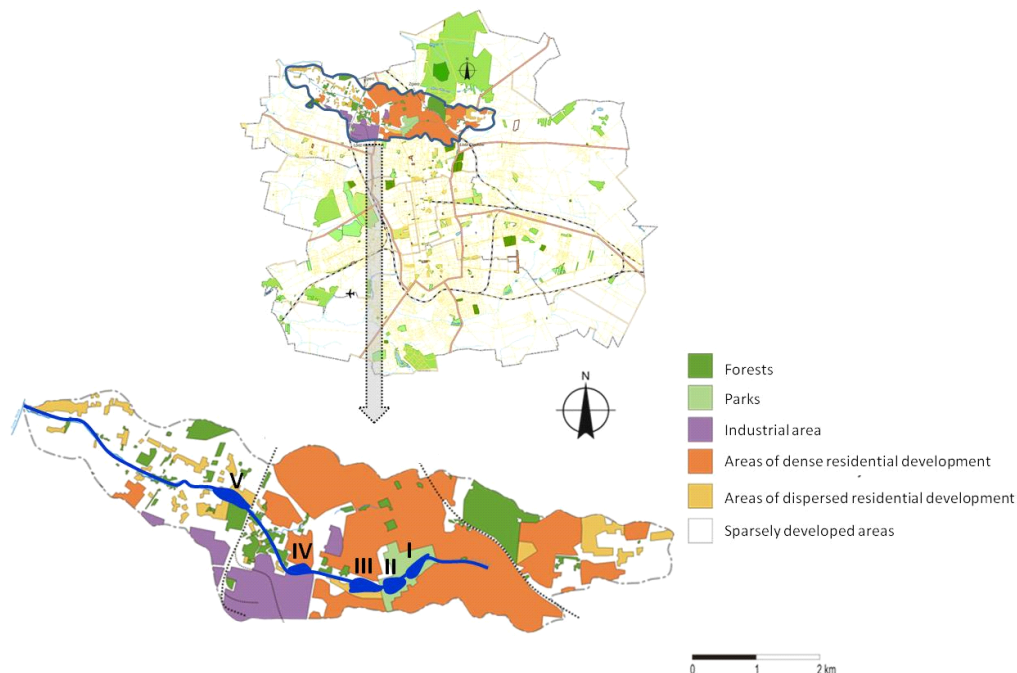 N
Forests
Parks
Industrial area
Areas of dense residential development
Areas of dispersed residential development
Sparsely developed areas
V
IV
III
II
I
0 1 2 km